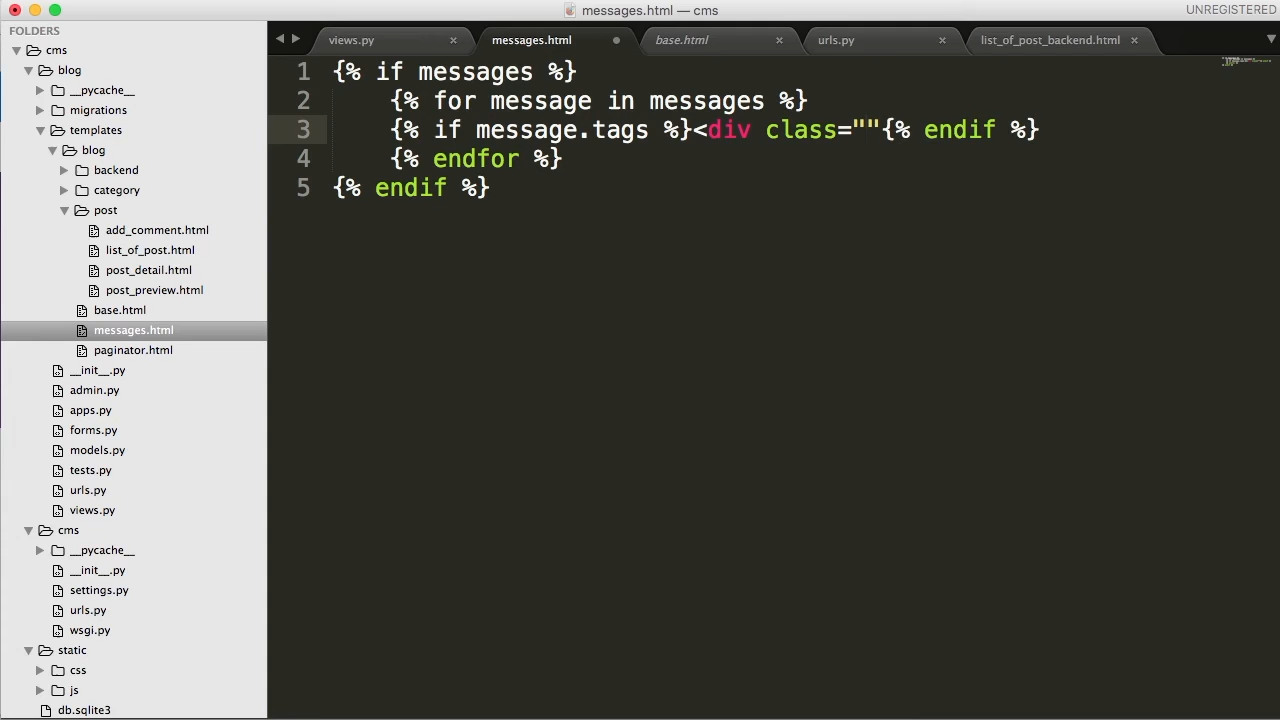 messages.html — cms
UNREGISTERED
FOLDERS
cms
blog
__pycache__
migrations
templates
blog
backend
category
post
add_comment.html
list_of_post.html
post_detail.html
post_preview.html
base.html
messages.html
paginator.html
__init__.py
admin.py
apps.py
forms.py
models.py
tests.py
urls.py
views.py
cms
__pycache__
__init__.py
settings.py
urls.py
wsgi.py
static
css
js
db.sqlite3
views.py
messages.html
base.html
urls.py
list_of_post_backend.html
1 {% if messages %}
2 {% for message in messages %}
3 {% if message.tags %}<div class=""{% endif %}
4 {% endfor %}
5 {% endif %}